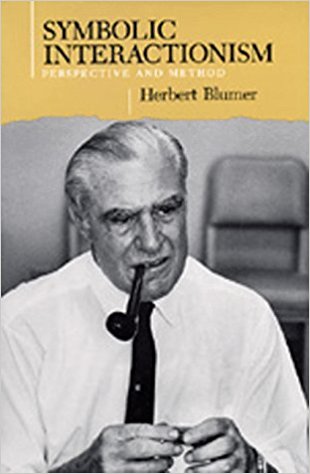 SYMBOLIC
INTERACTIONISM
PERSPECTIVE AND METHOD
Herbert Blumer